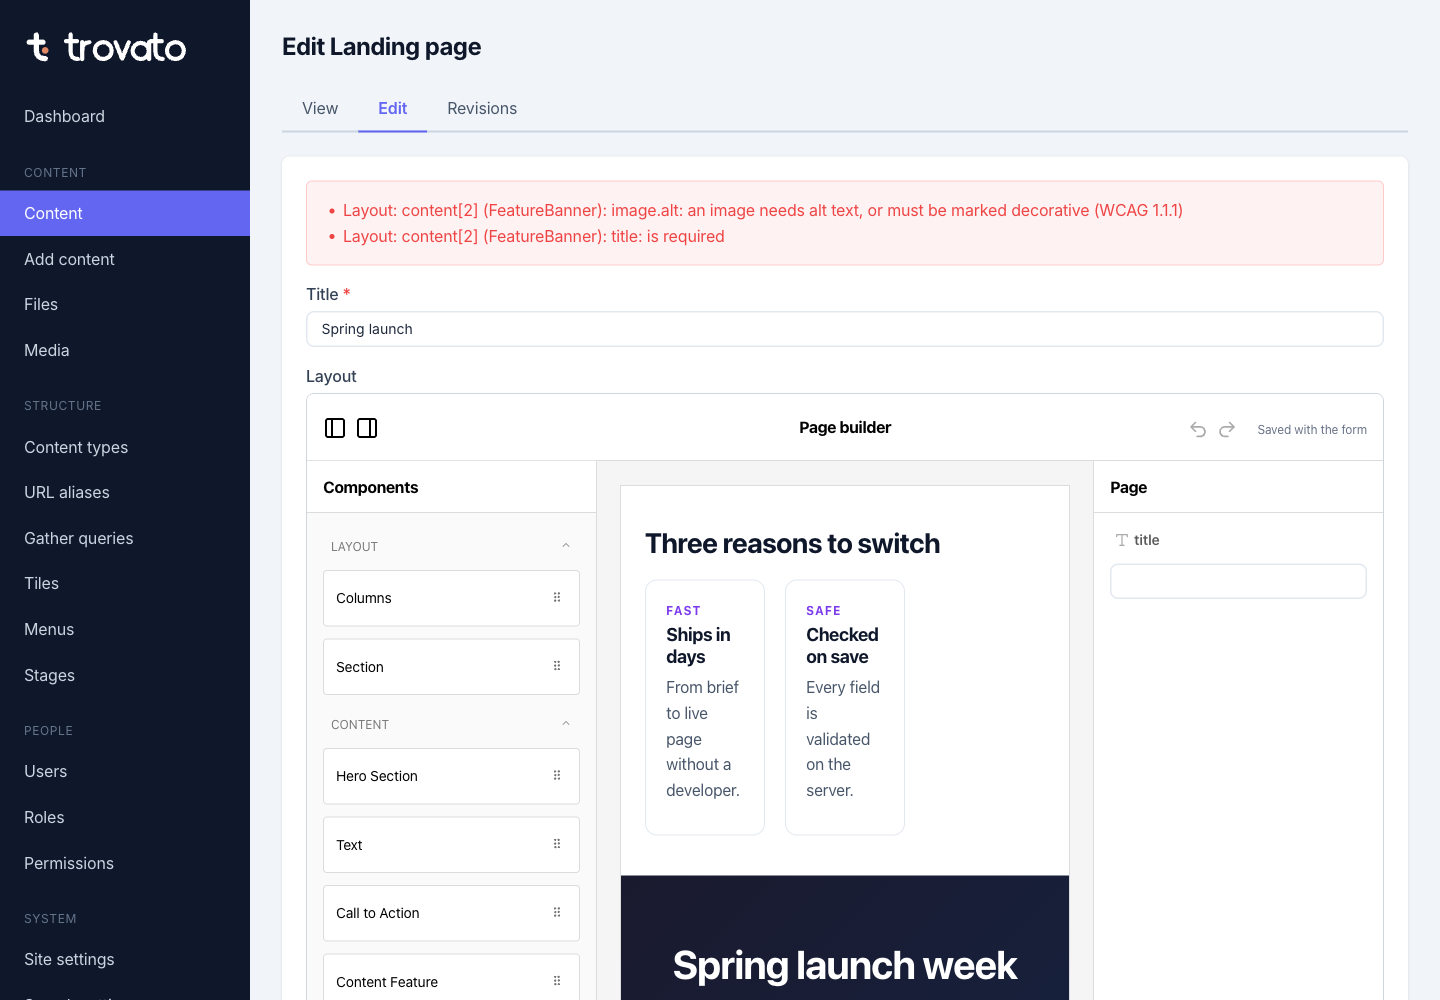 trovato
Dashboard
CONTENT
Content
Add content
Files
Media
STRUCTURE
Content types
URL aliases
Gather queries
Tiles
Menus
Stages
PEOPLE
Users
Roles
Permissions
SYSTEM
Site settings
Edit Landing page
View
Edit
Revisions
• Layout: content[2] (FeatureBanner): image.alt: an image needs alt text, or must be marked decorative (WCAG 1.1.1)
• Layout: content[2] (FeatureBanner): title: is required
Title *
Spring launch
Layout
Page builder
Saved with the form
Components
LAYOUT
Columns
Section
CONTENT
Hero Section
Text
Call to Action
Content Feature
Three reasons to switch
FAST
Ships in
days
From brief
to live
page
without a
developer.
SAFE
Checked
on save
Every field
is
validated
on the
server.
Spring launch week
Page
title